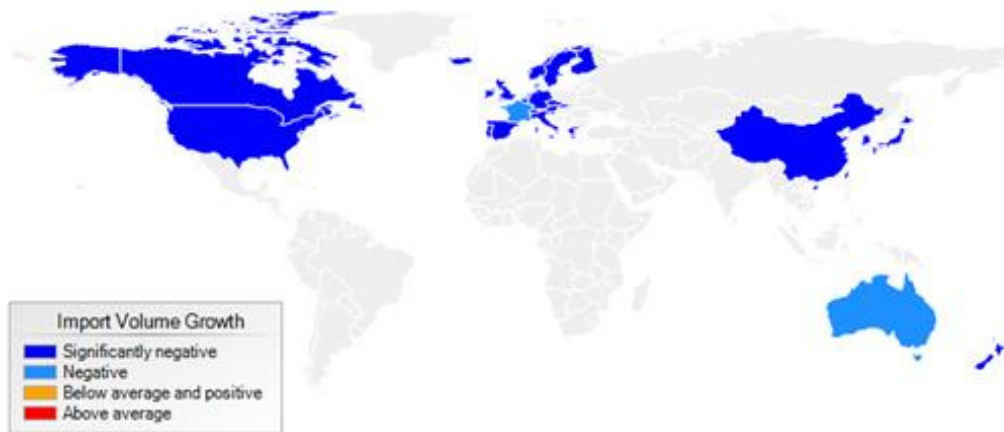 Import Volume Growth
Significantly negative
Negative
Below average and positive
Above average